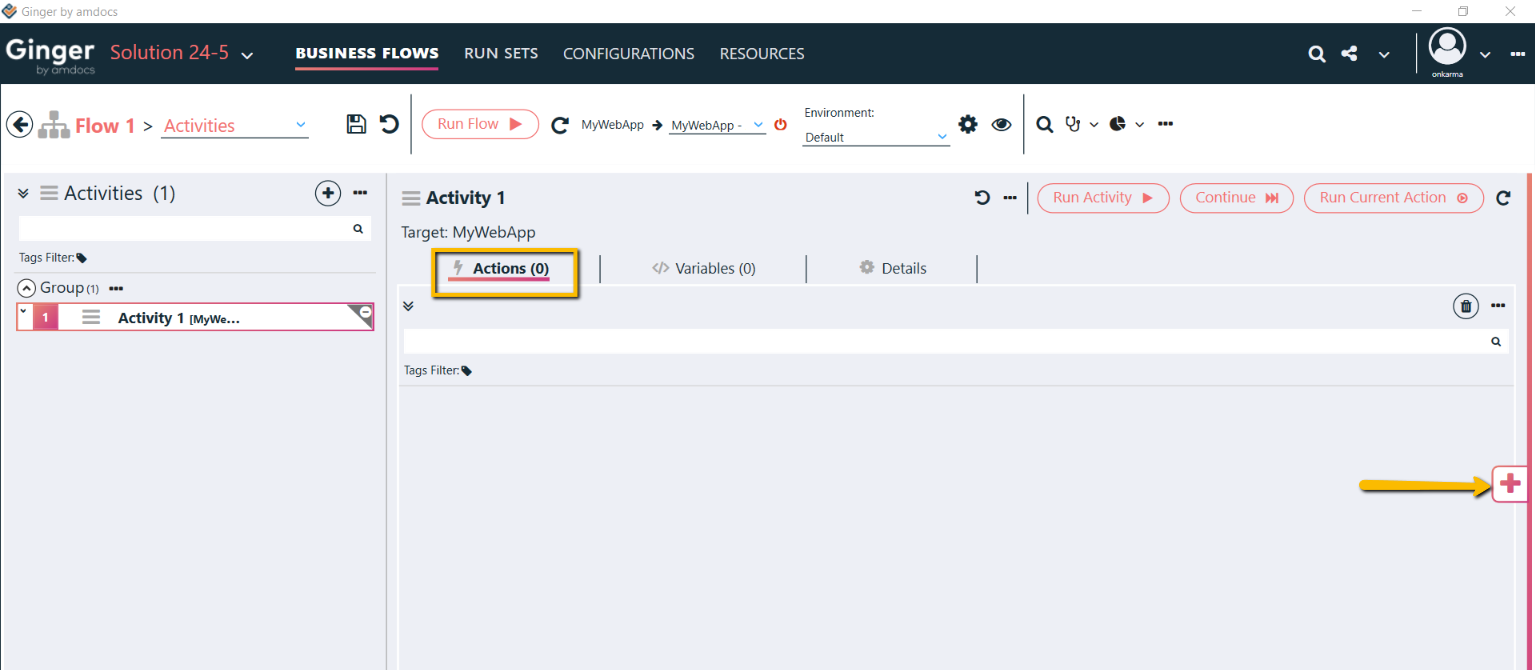 Ginger by amdocs
Ginger by amdocs Solution 24-5 BUSINESS FLOWS RUN SETS CONFIGURATIONS RESOURCES onkarma
Flow 1 > Activities Run Flow MyWebApp MyWebApp - Environment: Default
Activities (1)
Tags Filter:
Group (1)
1 Activity 1 [MyWe...
Activity 1 Run Activity Continue Run Current Action
Target: MyWebApp
Actions (0) Variables (0) Details
Tags Filter: